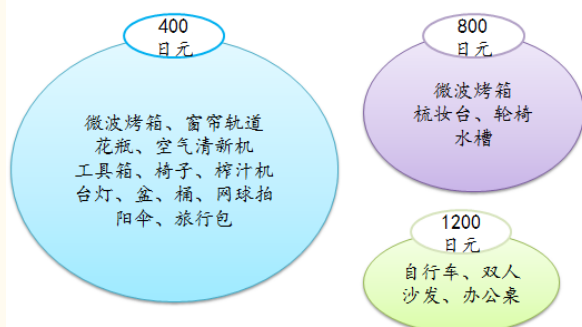 400
日元
微波烤箱、窗帘轨道
花瓶、空气清新机
工具箱、椅子、榨汁机
台灯、盆、桶、网球拍
阳伞、旅行包
800
日元
微波烤箱
梳妆台、轮椅
水槽
1200
日元
自行车、双人
沙发、办公桌